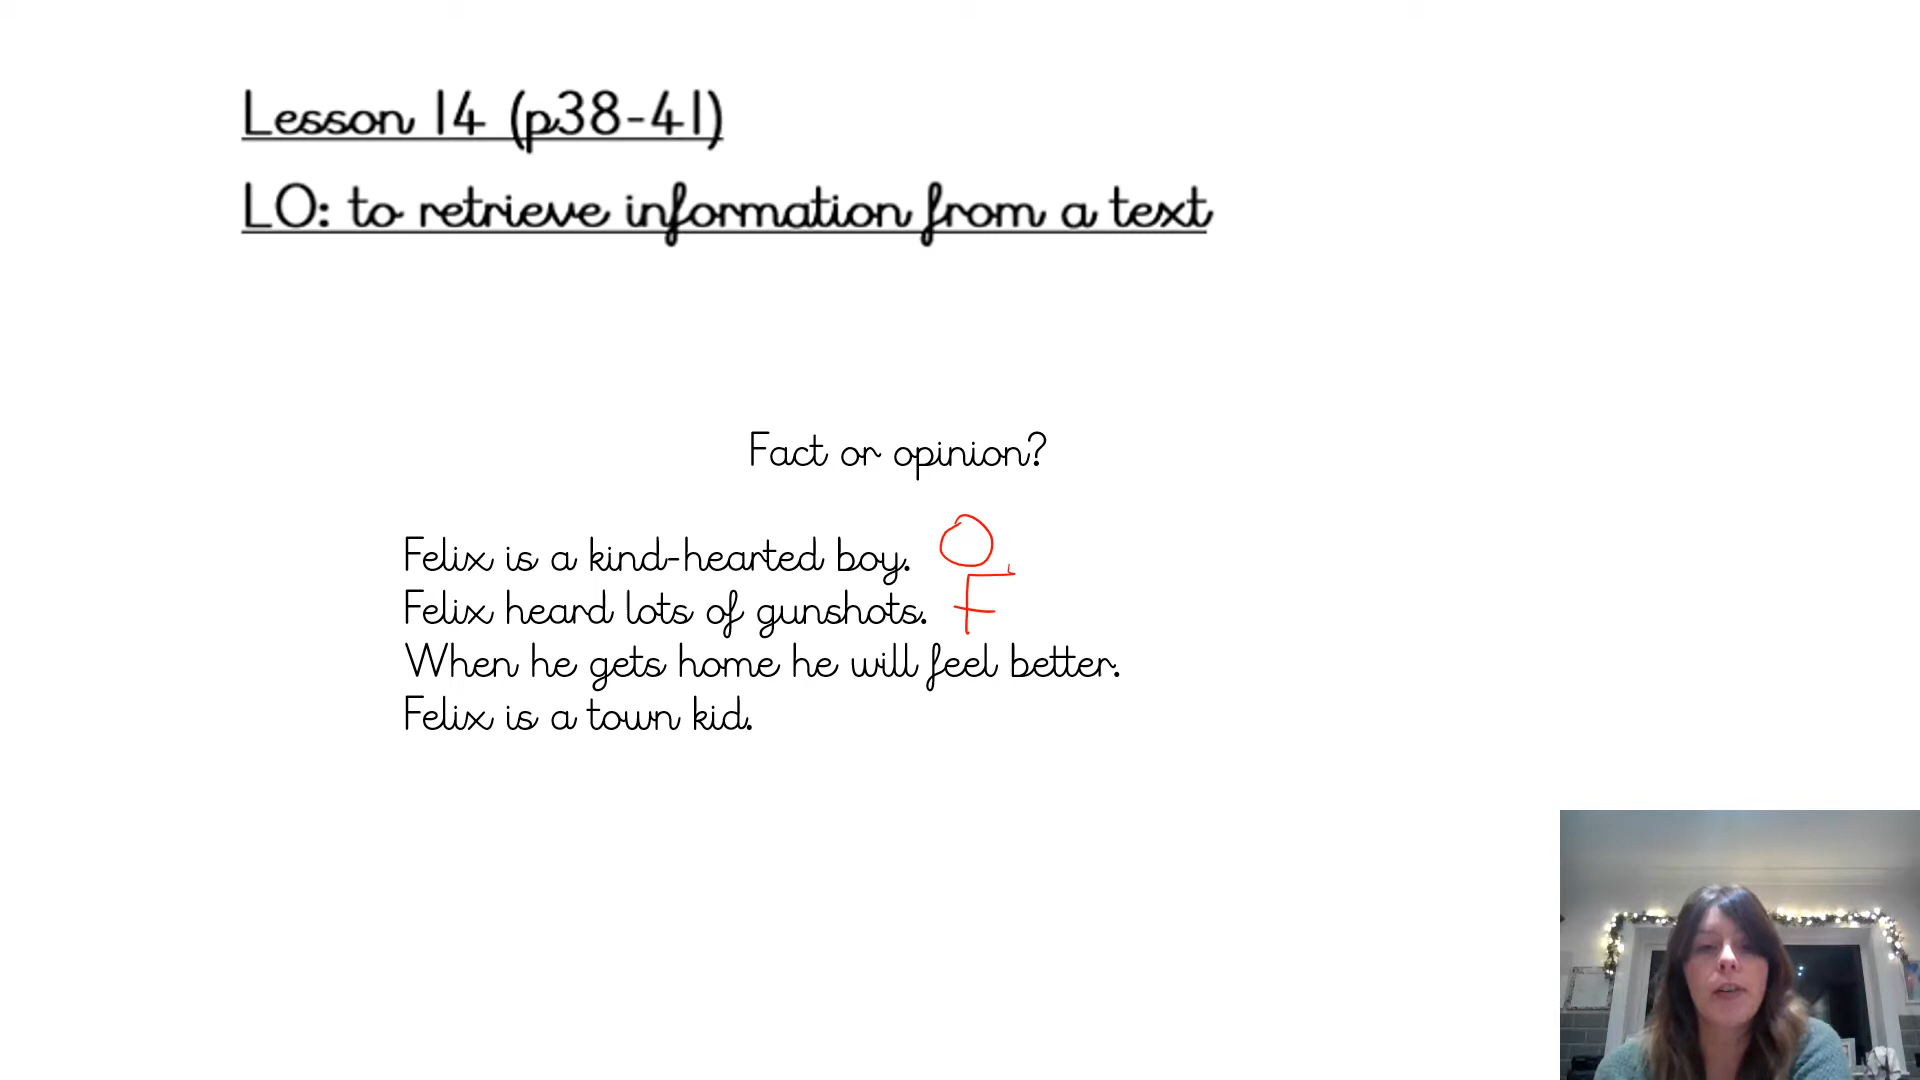 Lesson 14 (p38-41)
LO: to retrieve information from a text
Fact or opinion?
Felix is a kind-hearted boy. O
Felix heard lots of gunshots. F
When he gets home he will feel better.
Felix is a town kid.